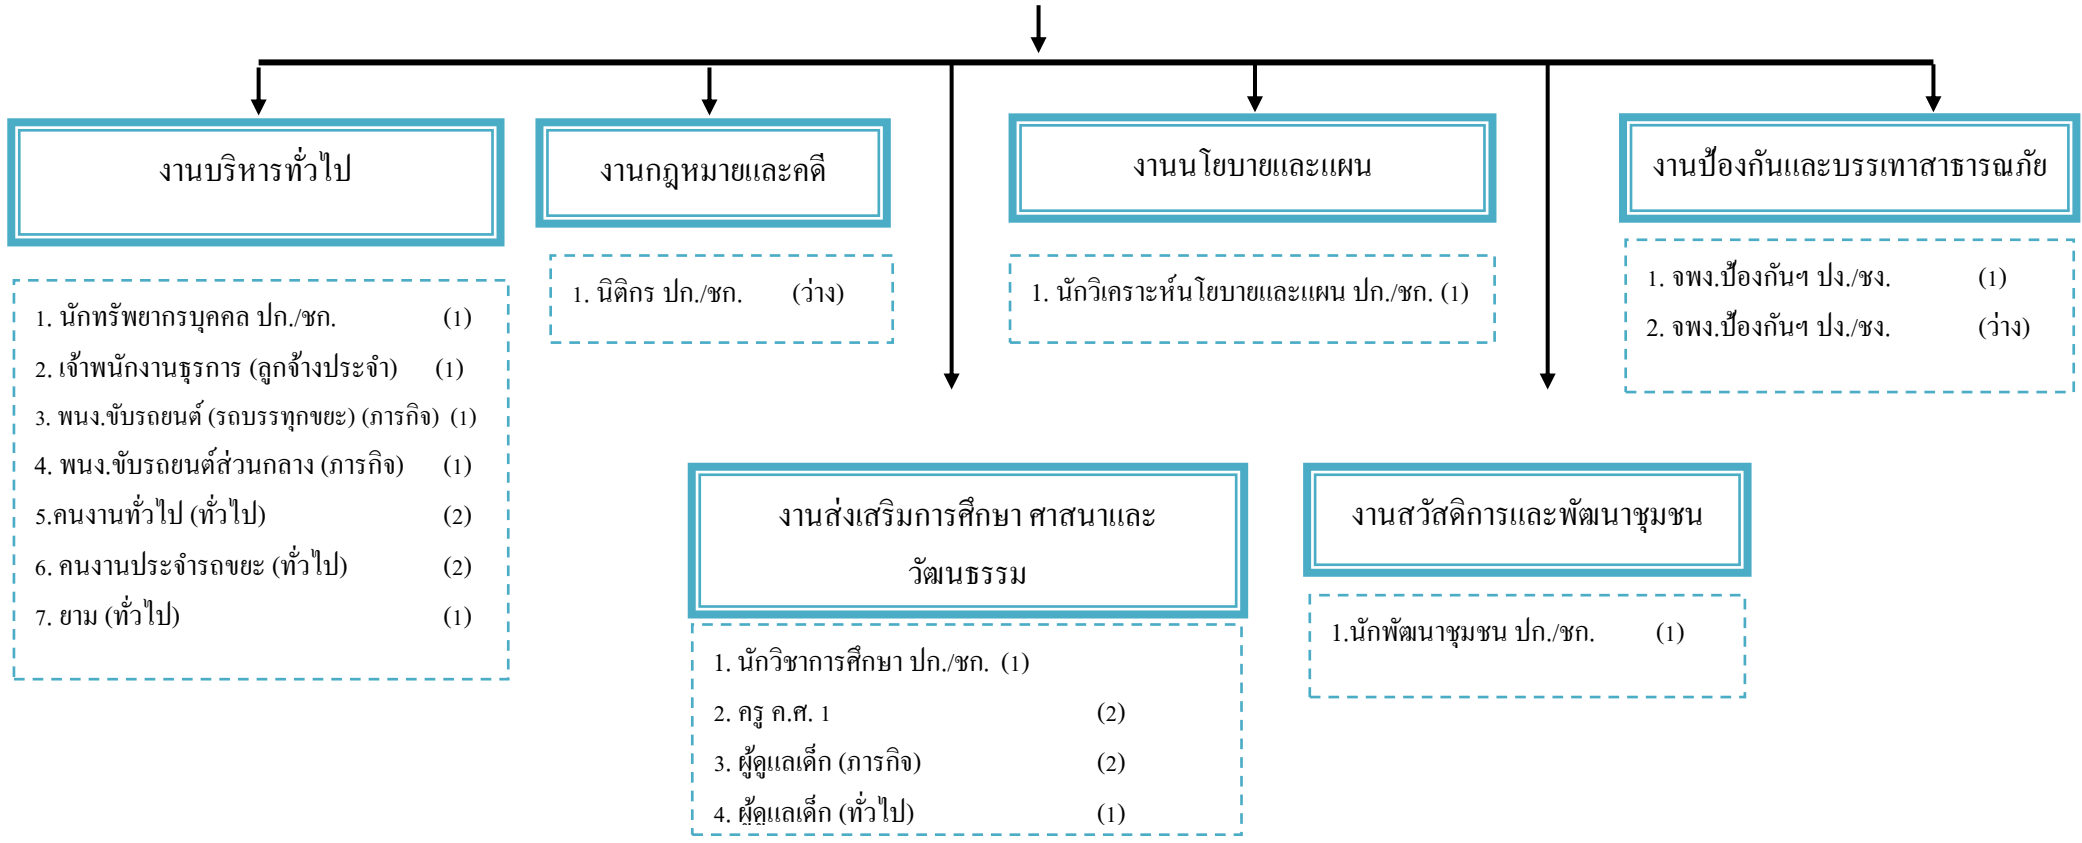 งานบริหารทั่วไป
1. นักทรัพยากรบุคคล ปก./ชก. (1)
2. เจ้าพนักงานธุรการ (ลูกจ้างประจำ) (1)
3. พนง.ขับรถยนต์ (รถบรรทุกขยะ) (ภารกิจ) (1)
4. พนง.ขับรถยนต์ส่วนกลาง (ภารกิจ) (1)
5.คนงานทั่วไป (ทั่วไป) (2)
6. คนงานประจำรถขยะ (ทั่วไป) (2)
7. ยาม (ทั่วไป) (1)
งานกฎหมายและคดี
1. นิติกร ปก./ชก. (ว่าง)
งานนโยบายและแผน
1. นักวิเคราะห์นโยบายและแผน ปก./ชก. (1)
งานป้องกันและบรรเทาสาธารณภัย
1. จพง.ป้องกันฯ ปง./ชง. (1)
2. จพง.ป้องกันฯ ปง./ชง. (ว่าง)
งานส่งเสริมการศึกษา ศาสนาและ
วัฒนธรรม
1. นักวิชาการศึกษา ปก./ชก. (1)
2. ครู ค.ศ. 1 (2)
3. ผู้ดูแลเด็ก (ภารกิจ) (2)
4. ผู้ดูแลเด็ก (ทั่วไป) (1)
งานสวัสดิการและพัฒนาชุมชน
1.นักพัฒนาชุมชน ปก./ชก. (1)